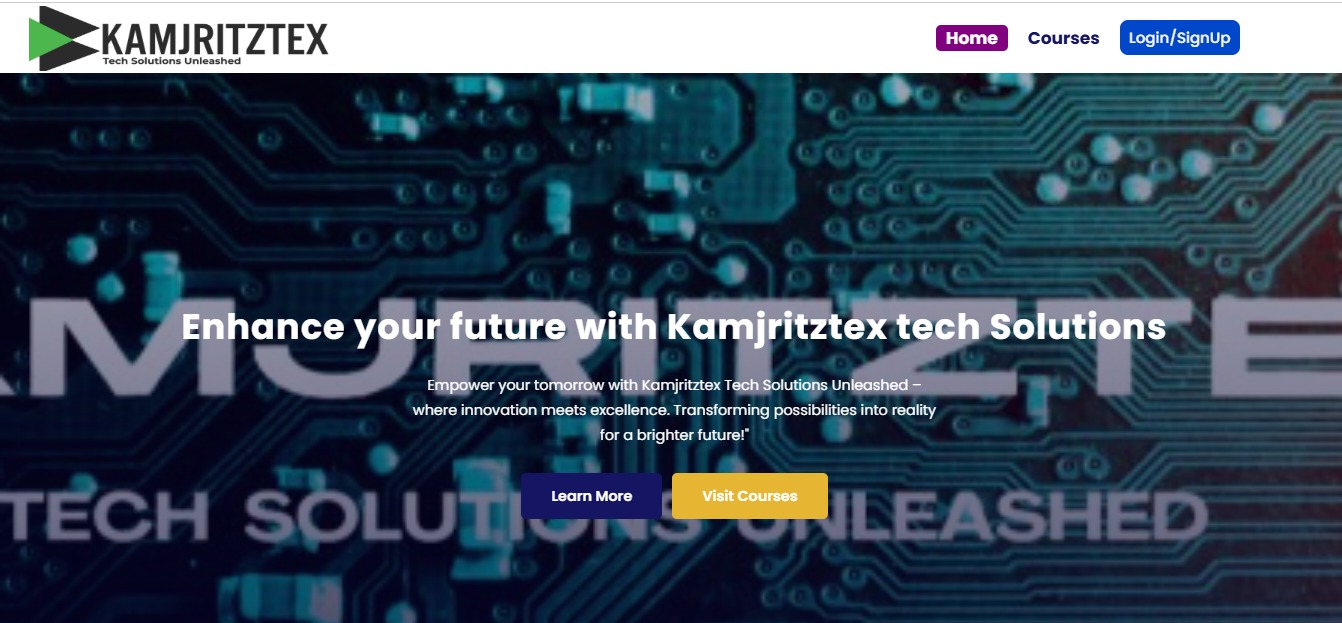 KAMJRITZTEX
Tech Solutions Unleashed
Home
Courses
Login/SignUp
AMJRITZTE
Enhance your future with Kamjritztex tech Solutions
Empower your tomorrow with Kamjritztex Tech Solutions Unleashed –
where innovation meets excellence. Transforming possibilities into reality
for a brighter future!"
Learn More
Visit Courses
TECH SOLUTIONS UNLEASHED